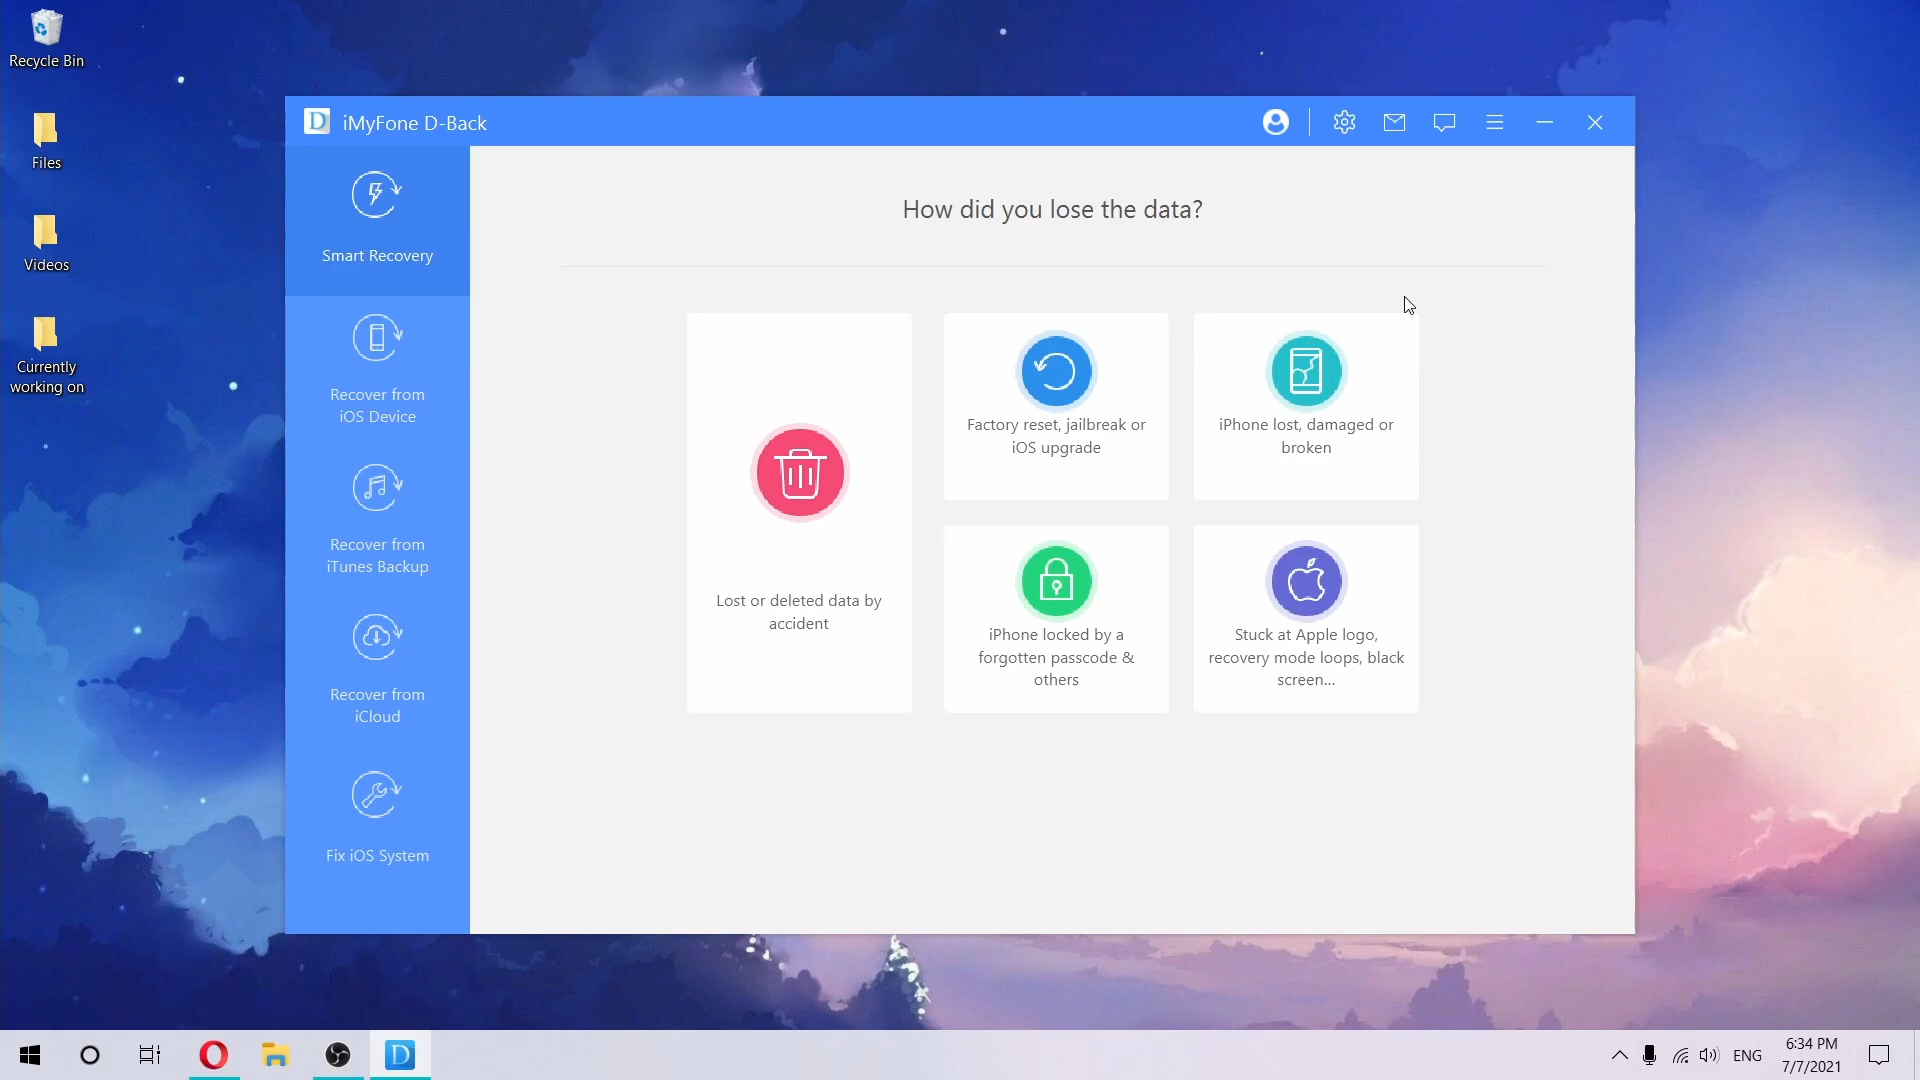 Recycle Bin
Files
Videos
Currently
working on
D
iMyFone D-Back
Smart Recovery
Recover from
iOS Device
Recover from
iTunes Backup
Recover from
iCloud
Fix iOS System
How did you lose the data?
Lost or deleted data by
accident
Factory reset, jailbreak or
iOS upgrade
iPhone lost, damaged or
broken
iPhone locked by a
forgotten passcode &
others
Stuck at Apple logo,
recovery mode loops, black
screen...
D
ENG
6:34 PM
7/7/2021